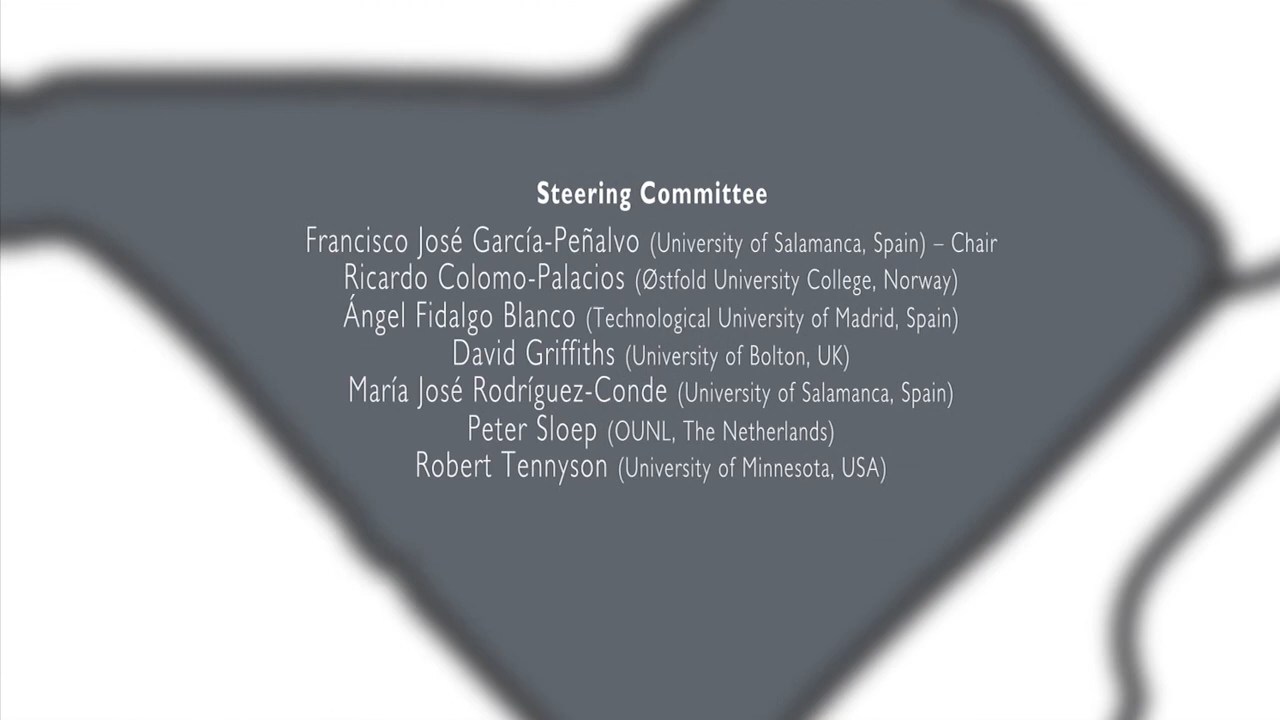 Steering Committee
Francisco José García-Peñalvo (University of Salamanca, Spain) – Chair
Ricardo Colomo-Palacios (Østfold University College, Norway)
Ángel Fidalgo Blanco (Technological University of Madrid, Spain)
David Griffiths (University of Bolton, UK)
María José Rodríguez-Conde (University of Salamanca, Spain)
Peter Sloep (OUNL, The Netherlands)
Robert Tennyson (University of Minnesota, USA)